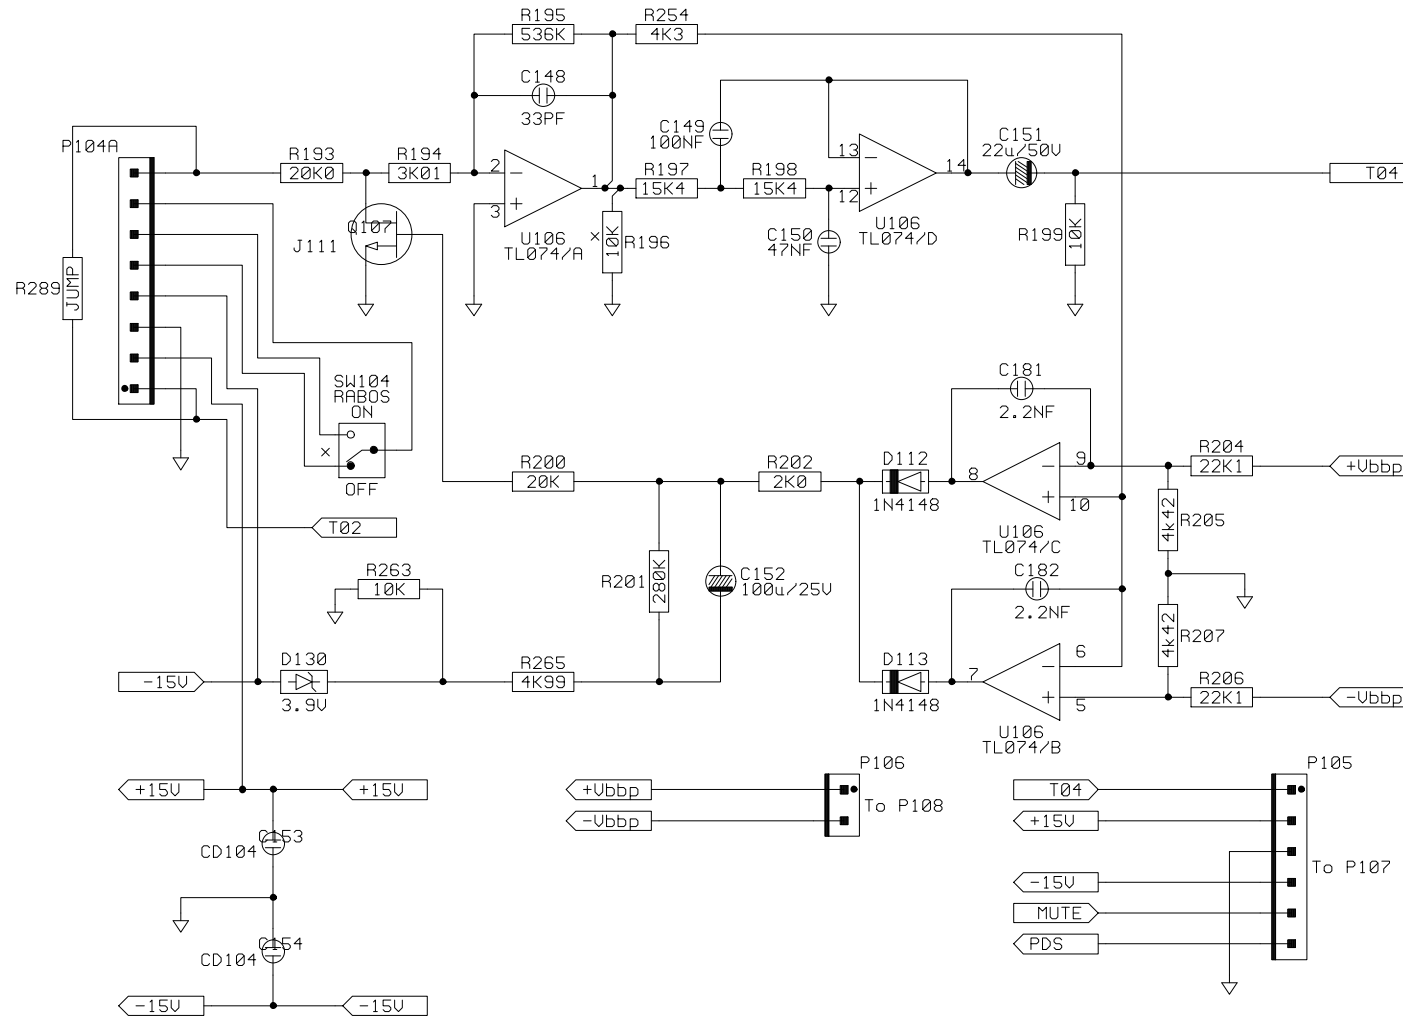 R195
536K
R254
4K3
C148
33PF
P104A
R193
20K0
R194
3K01
2
3
1
U106
TL074/A
Q107
J111
R289
JUMP
x
10K
R196
R197
15K4
C149
100NF
R198
15K4
C150
47NF
13
12
14
U106
TL074/D
C151
22u/50V
R199
10K
T04
SW104
RABOS
ON
x
OFF
T02
R200
20K
R202
2K0
D112
1N4148
C181
2.2NF
8
9
10
U106
TL074/C
R204
22K1
+Vbbp
4k42
R205
R201
280K
C152
100u/25V
R263
10K
C182
2.2NF
4k42
R207
-15V
D130
3.9V
R265
4K99
D113
1N4148
7
6
5
U106
TL074/B
R206
22K1
-Vbbp
+15V
+15V
C153
CD104
C154
CD104
-15V
-15V
+Vbbp
-Vbbp
P106
To P108
P105
T04
+15V
-15V
MUTE
PDS
To P107